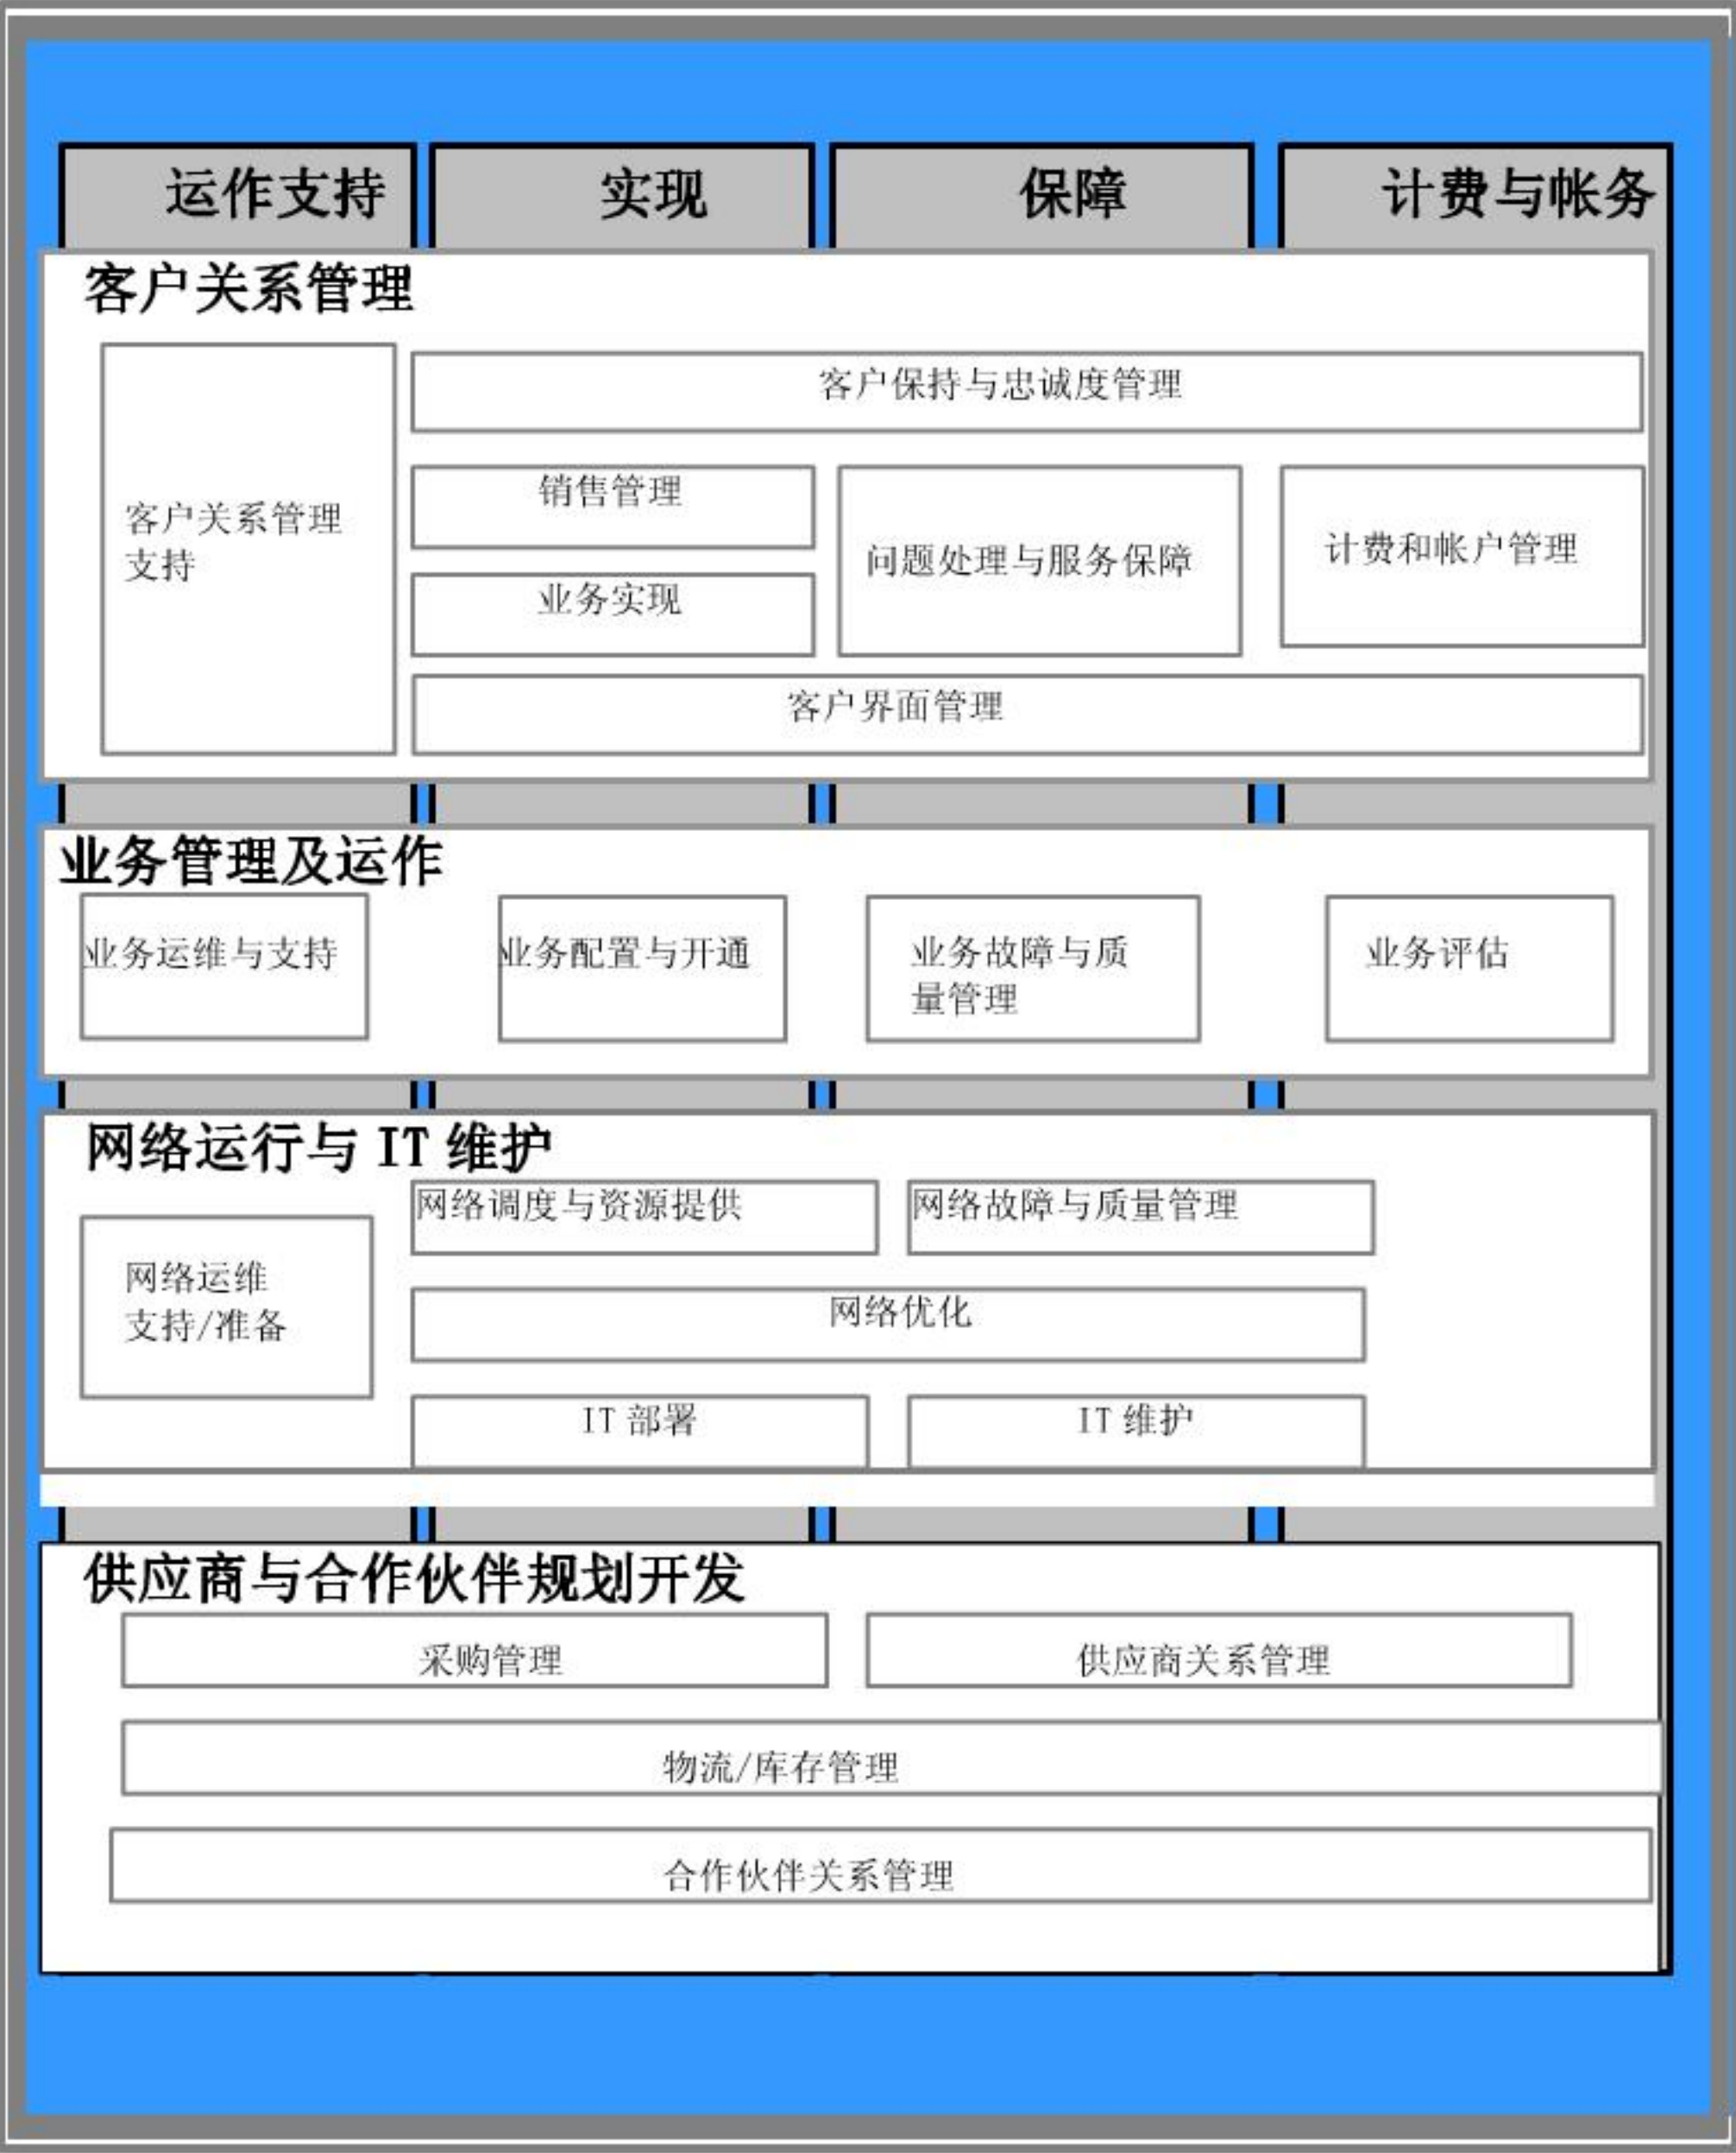 运作支持
实现
保障
计费与帐务
客户关系管理
客户关系管理
支持
客户保持与忠诚度管理
销售管理
业务实现
问题处理与服务保障
计费和帐户管理
客户界面管理
业务管理及运作
业务运维与支持
业务配置与开通
业务故障与质
量管理
业务评估
网络运行与 IT 维护
网络运维
支持/准备
网络调度与资源提供
网络故障与质量管理
网络优化
IT 部署
IT 维护
供应商与合作伙伴规划开发
采购管理
供应商关系管理
物流/库存管理
合作伙伴关系管理